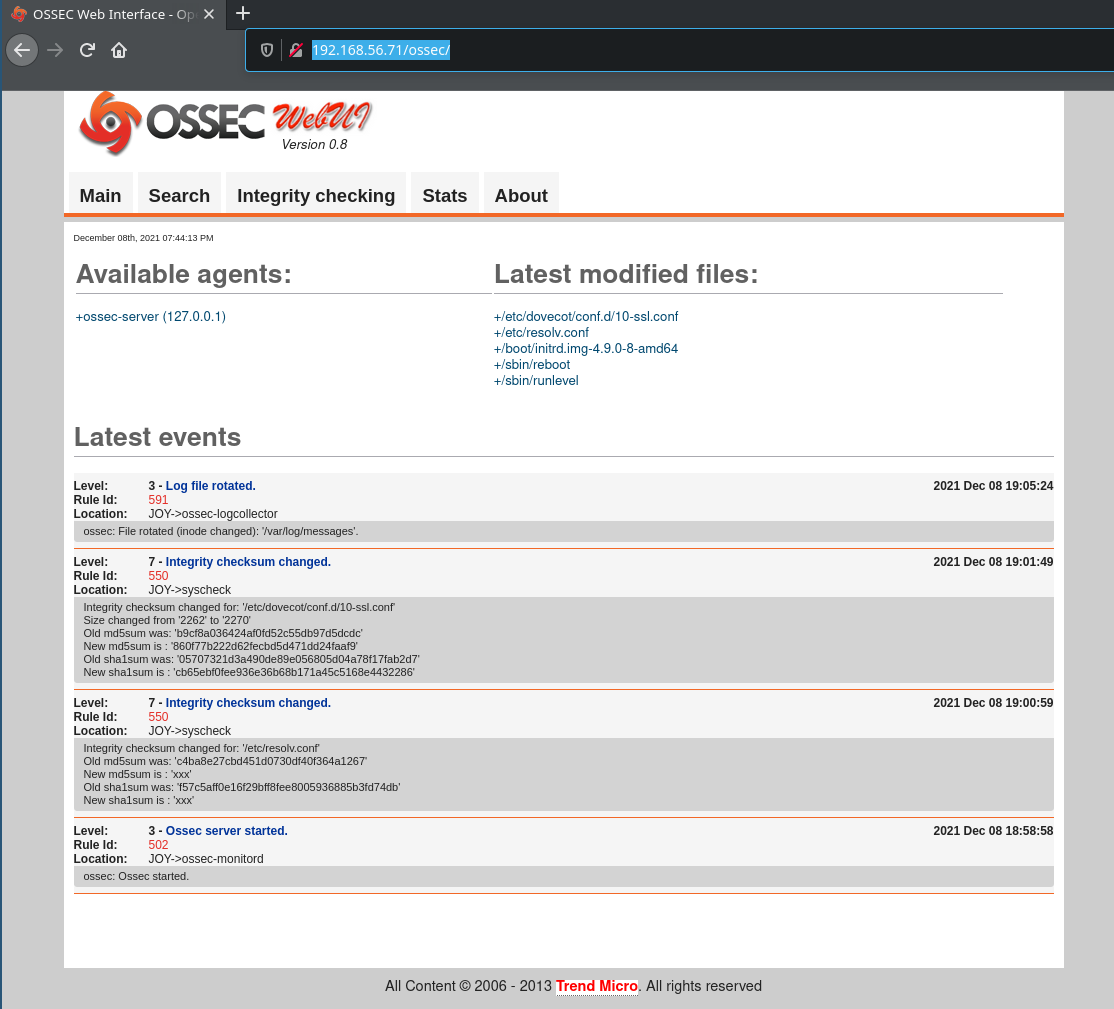 OSSEC Web Interface - Op
192.168.56.71/ossec/
OSSEC WebUI
Version 0.8
Main Search Integrity checking Stats About
December 08th, 2021 07:44:13 PM
Available agents:
+ossec-server (127.0.0.1)
Latest modified files:
+/etc/dovecot/conf.d/10-ssl.conf
+/etc/resolv.conf
+/boot/initrd.img-4.9.0-8-amd64
+/sbin/reboot
+/sbin/runlevel
Latest events
Level: 3 - Log file rotated. 2021 Dec 08 19:05:24
Rule Id: 591
Location: JOY->ossec-logcollector
ossec: File rotated (inode changed): '/var/log/messages'.
Level: 7 - Integrity checksum changed. 2021 Dec 08 19:01:49
Rule Id: 550
Location: JOY->syscheck
Integrity checksum changed for: '/etc/dovecot/conf.d/10-ssl.conf'
Size changed from '2262' to '2270'
Old md5sum was: 'b9cf8a036424af0fd52c55db97d5dcdc'
New md5sum is : '860f77b222d62fecbd5d471dd24faaf9'
Old sha1sum was: '05707321d3a490de89e056805d04a78f17fab2d7'
New sha1sum is : 'cb65ebf0fee936e36b68b171a45c5168e4432286'
Level: 7 - Integrity checksum changed. 2021 Dec 08 19:00:59
Rule Id: 550
Location: JOY->syscheck
Integrity checksum changed for: '/etc/resolv.conf'
Old md5sum was: 'c4ba8e27cbd451d0730df40f364a1267'
New md5sum is : 'xxx'
Old sha1sum was: 'f57c5aff0e16f29bff8fee8005936885b3fd74db'
New sha1sum is : 'xxx'
Level: 3 - Ossec server started. 2021 Dec 08 18:58:58
Rule Id: 502
Location: JOY->ossec-monitord
ossec: Ossec started.
All Content © 2006 - 2013 Trend Micro. All rights reserved